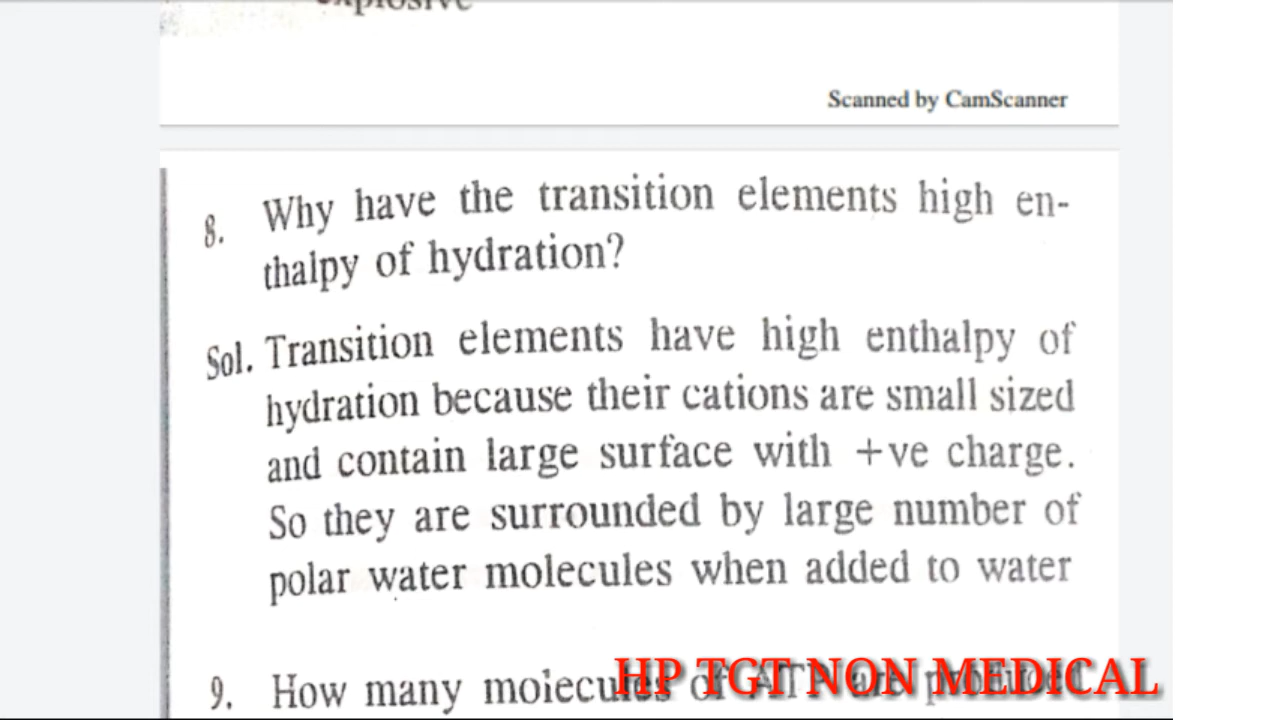 Scanned by CamScanner
8. Why have the transition elements high en-
thalpy of hydration?
Sol. Transition elements have high enthalpy of
hydration because their cations are small sized
and contain large surface with +ve charge.
So they are surrounded by large number of
polar water molecules when added to water
9. How many molecules of
HP TGT NON MEDICAL